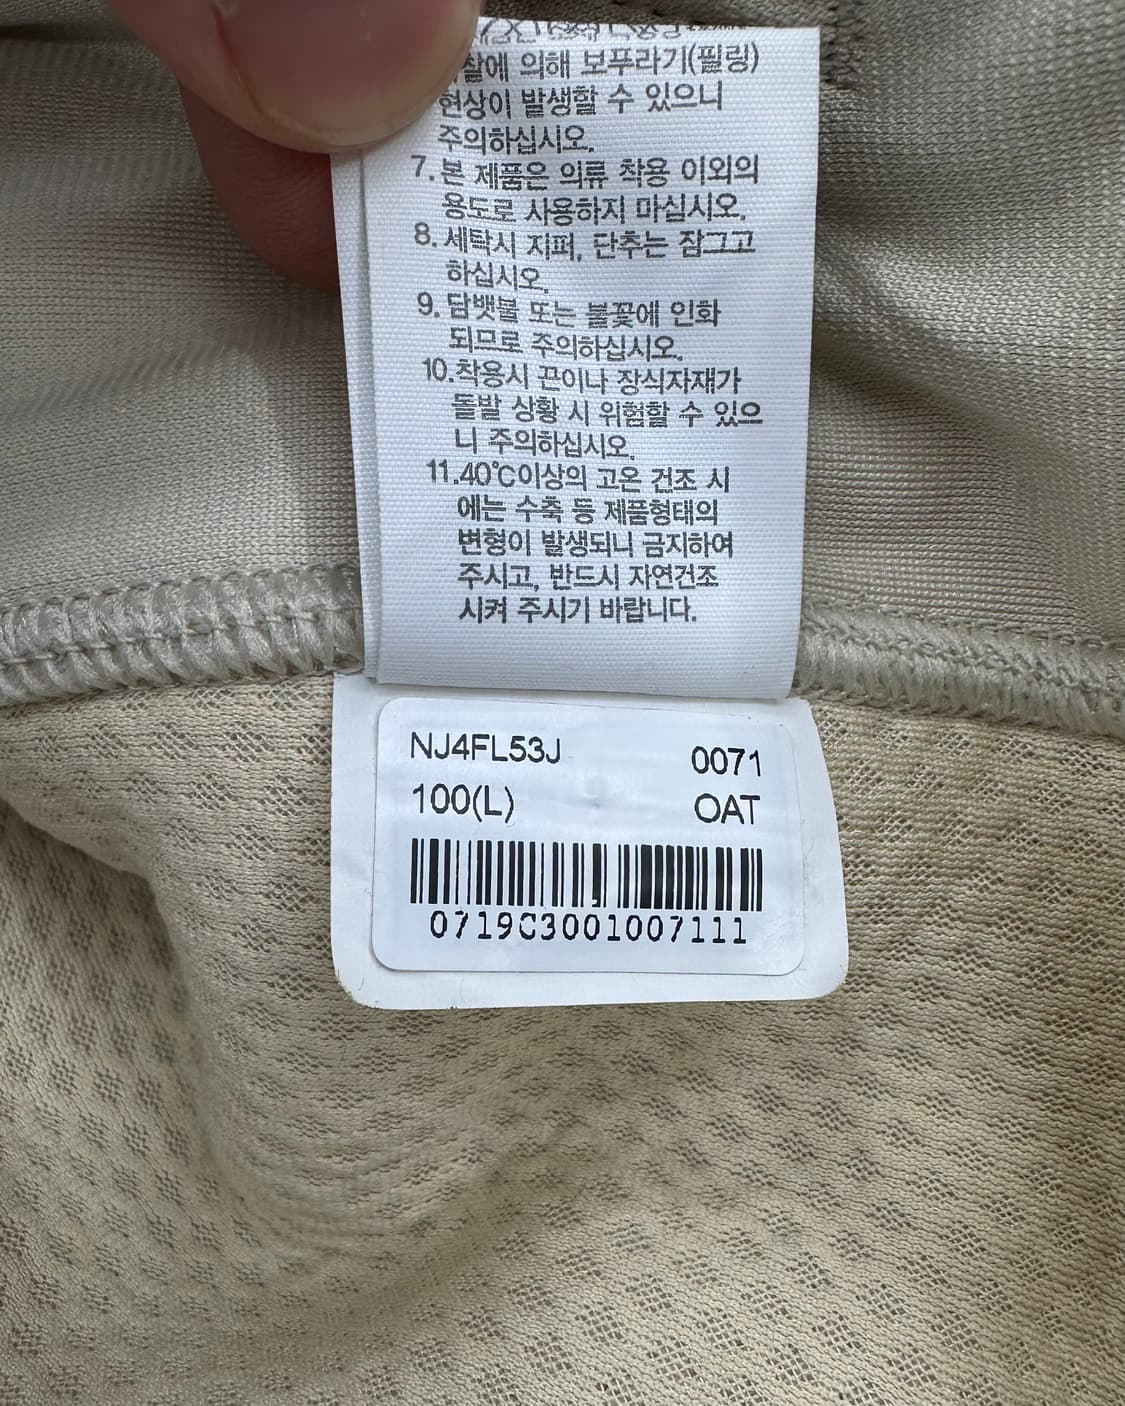 찰에 의해 보푸라기(필링)
현상이 발생할 수 있으니
주의하십시오.
7.본 제품은 의류 착용 이외의
용도로 사용하지 마십시오.
8.세탁시 지퍼, 단추는 잠그고
하십시오.
9.담뱃불 또는 불꽃에 인화
되므로 주의하십시오.
10.착용시 끈이나 장식자재가
돌발 상황 시 위험할 수 있으
니 주의하십시오.
11.40℃이상의 고온 건조 시
에는 수축 등 제품형태의
변형이 발생되니 금지하여
주시고, 반드시 자연건조
시켜 주시기 바랍니다.
NJ4FL53J 0071
100(L) OAT
0719C3001007111